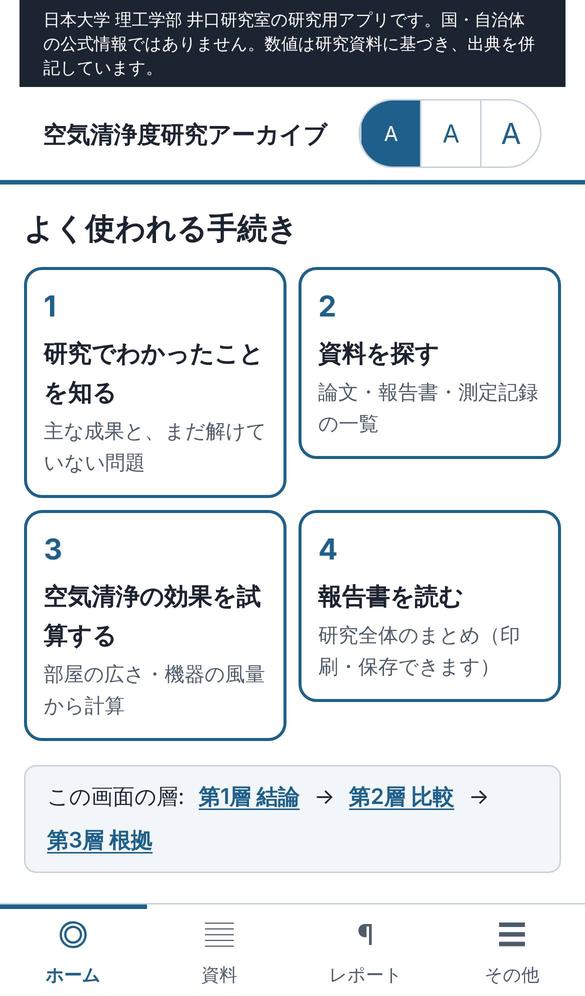 日本大学 理工学部 井口研究室の研究用アプリです。国・自治体
の公式情報ではありません。数値は研究資料に基づき、出典を併
記しています。
空気清浄度研究アーカイブ
A A A
よく使われる手続き
1
研究でわかったこと
を知る
主な成果と、まだ解けて
いない問題
2
資料を探す
論文・報告書・測定記録
の一覧
3
空気清浄の効果を試
算する
部屋の広さ・機器の風量
から計算
4
報告書を読む
研究全体のまとめ（印
刷・保存できます）
この画面の層: 第1層 結論 → 第2層 比較 →
第3層 根拠
ホーム 資料 レポート その他